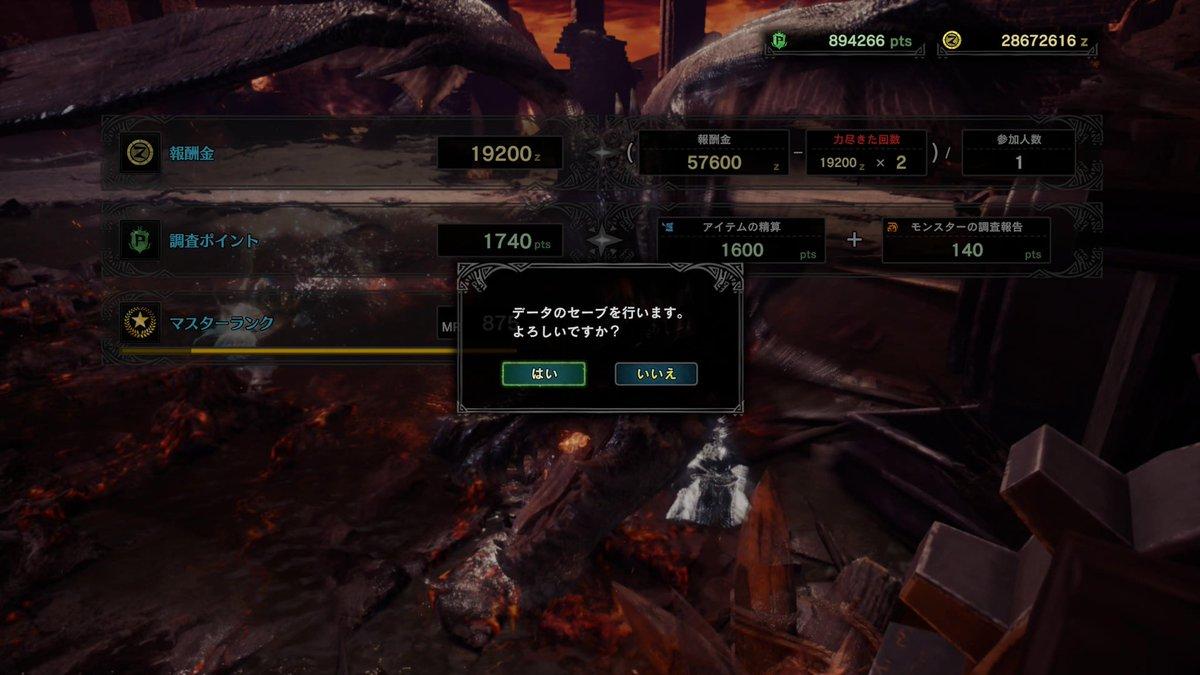 894266 pts
28672616 z
報酬金
19200 z
(
報酬金
57600 z
-
力尽きた回数
19200 z × 2
) /
参加人数
1
調査ポイント
1740 pts
アイテムの精算
1600 pts
+
モンスターの調査報告
140 pts
マスターランク
データのセーブを行います。
よろしいですか？
はい
いいえ